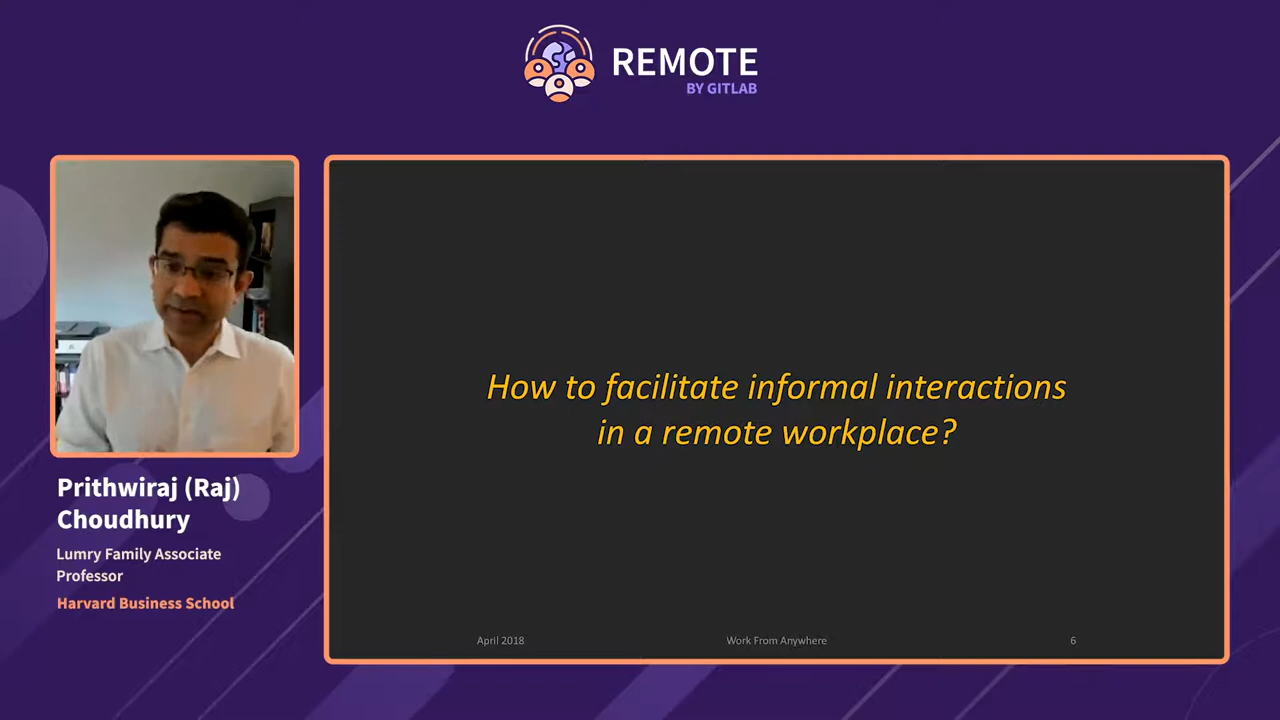 REMOTE
BY GITLAB
Prithwiraj (Raj)
Choudhury
Lumry Family Associate
Professor
Harvard Business School
How to facilitate informal interactions
in a remote workplace?
April 2018
Work From Anywhere
6